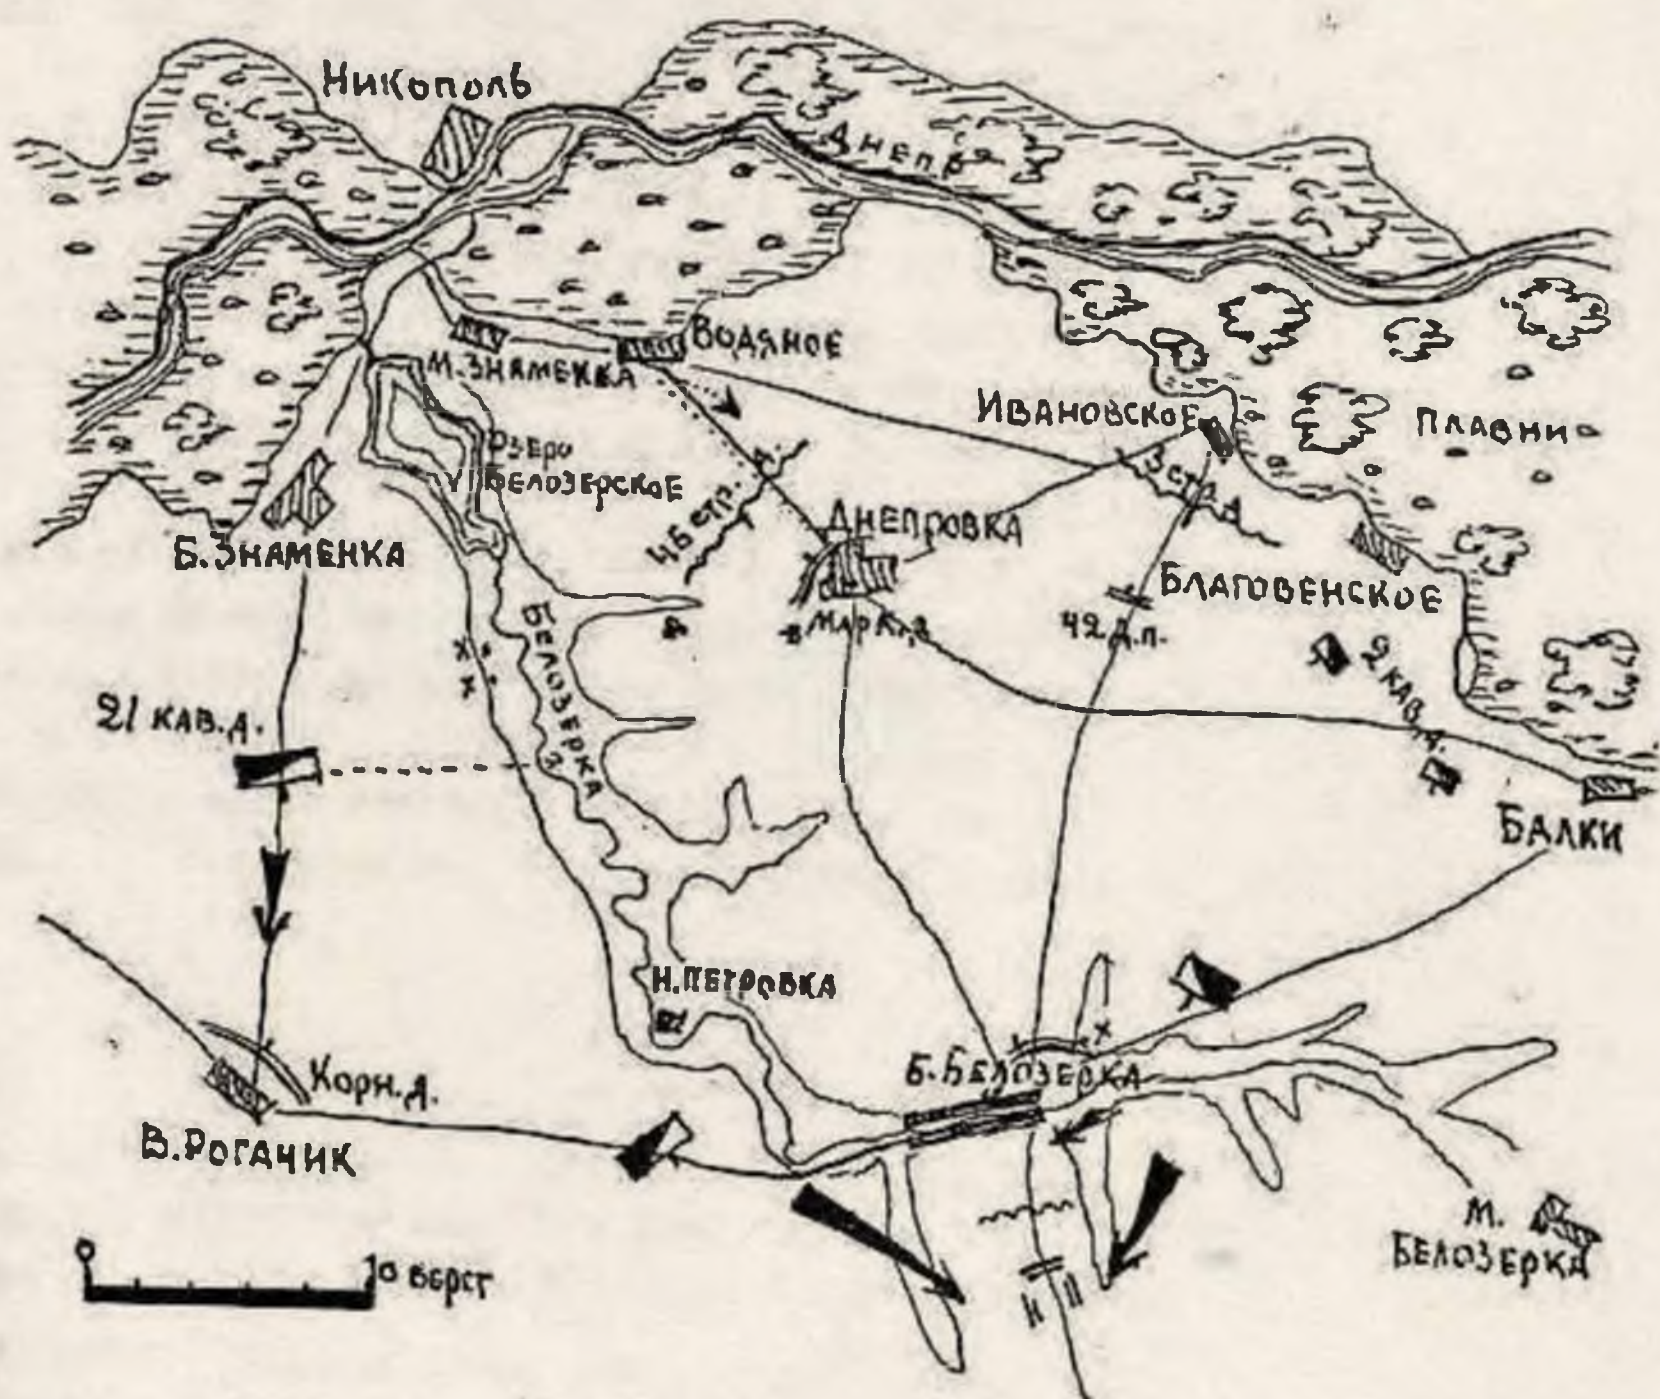 Никополь
Днепр
Водяное
М. Знаменка
Ивановское
Плавни
Озеро
Белозерское
46 стр. д.
3 стр. д.
Днепровка
Б. Знаменка
Благовенское
Марк. д.
42 д.п.
Белозерка
2 кав. д.
21 кав. д.
Балки
Н. Петровка
Б. Белозерка
Корн. д.
В. Рогачик
М.
Белозерка
10 верст